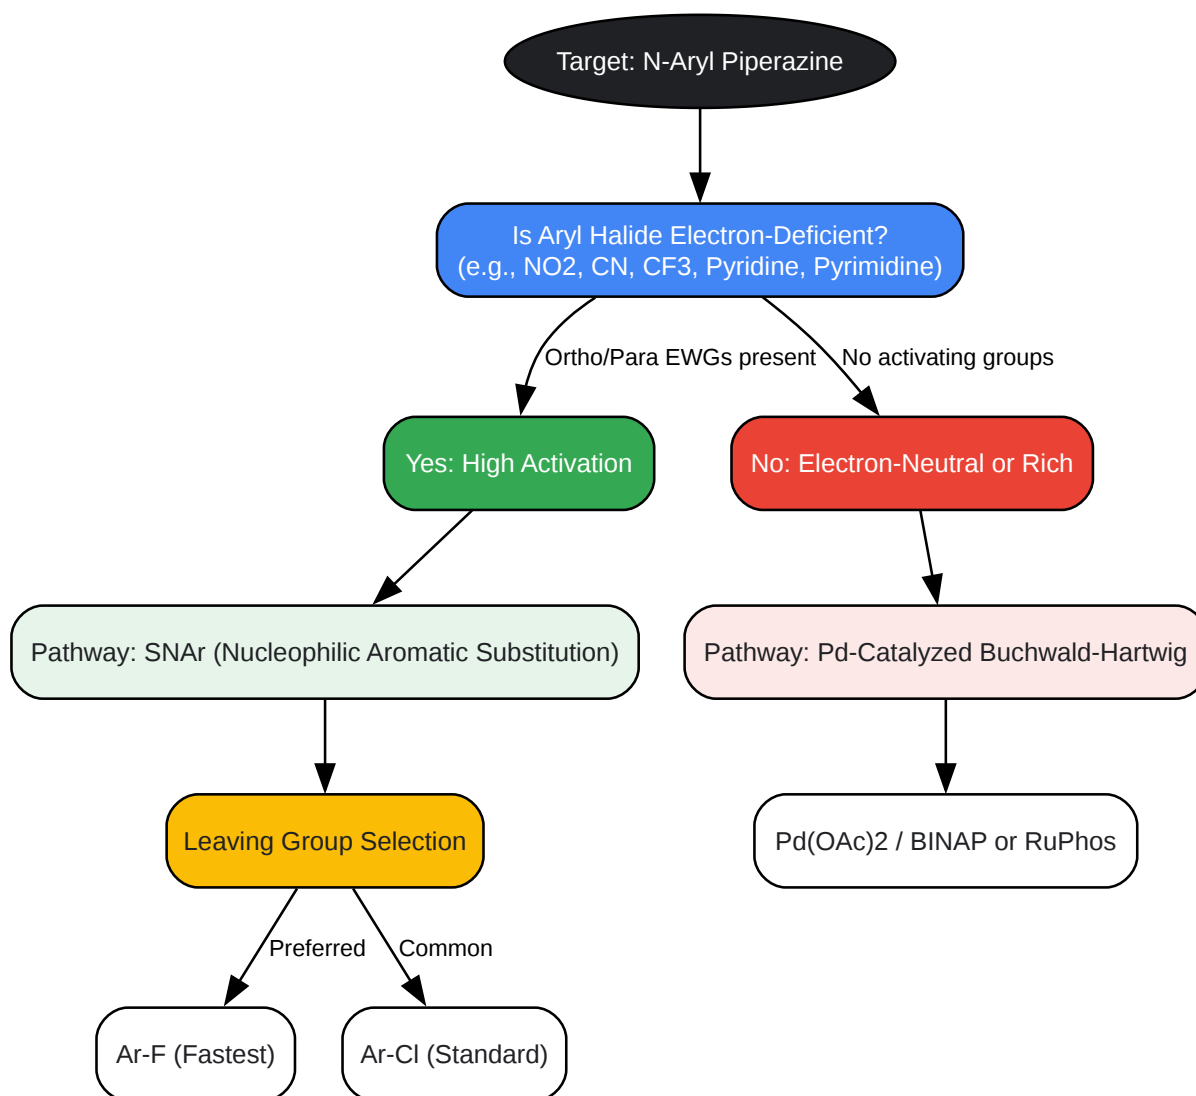 Target: N-Aryl Piperazine
Is Aryl Halide Electron-Deficient?
(e.g., NO2, CN, CF3, Pyridine, Pyrimidine)
Ortho/Para EWGs present
No activating groups
Yes: High Activation
No: Electron-Neutral or Rich
Pathway: SNAr (Nucleophilic Aromatic Substitution)
Pathway: Pd-Catalyzed Buchwald-Hartwig
Leaving Group Selection
Pd(OAc)2 / BINAP or RuPhos
Preferred
Common
Ar-F (Fastest)
Ar-Cl (Standard)